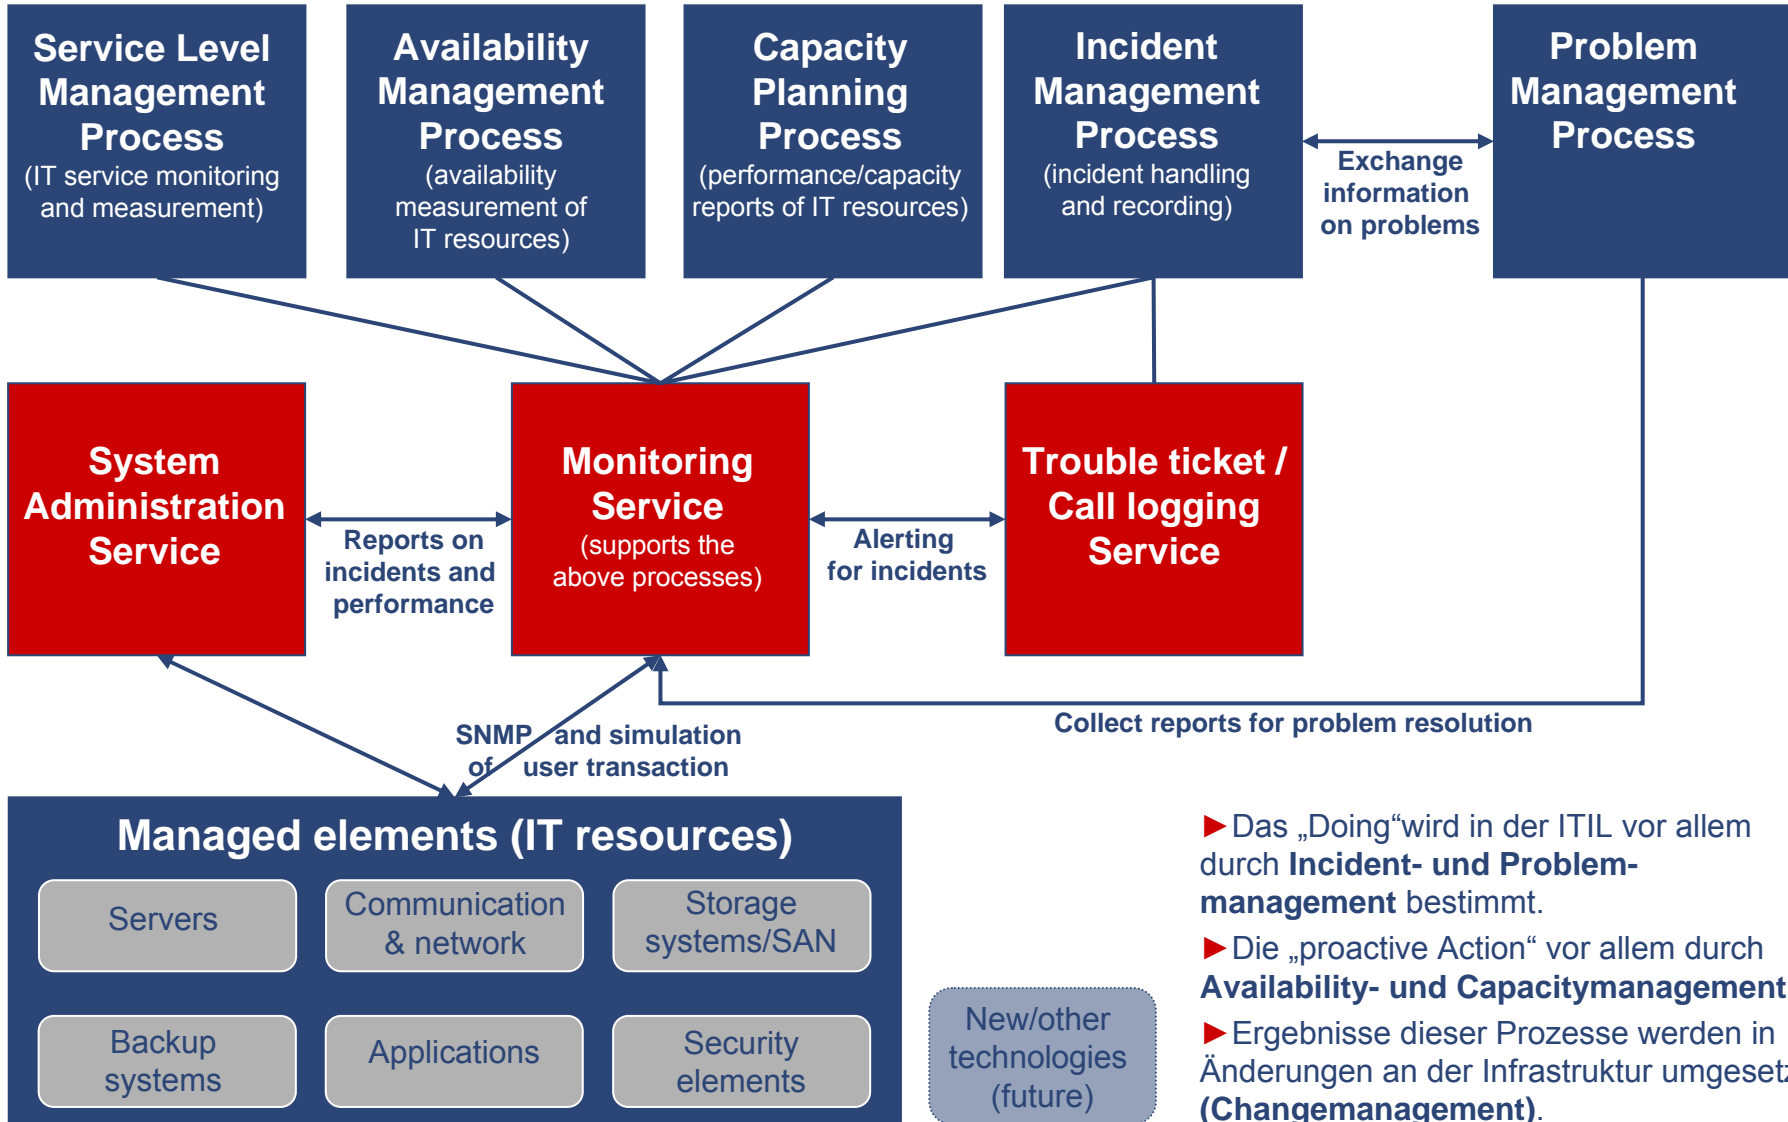 Service Level
Management
Process
(IT service monitoring
and measurement)
Availability
Management
Process
(availability
measurement of
IT resources)
Capacity
Planning
Process
(performance/capacity
reports of IT resources)
Incident
Management
Process
(incident handling
and recording)
Exchange
information
on problems
Problem
Management
Process
System
Administration
Service
Reports on
incidents and
performance
Monitoring
Service
(supports the
above processes)
Alerting
for incidents
Trouble ticket /
Call logging
Service
SNMP and simulation
of user transaction
Collect reports for problem resolution
Managed elements (IT resources)
Servers
Communication
& network
Storage
systems/SAN
Backup
systems
Applications
Security
elements
New/other
technologies
(future)
►Das „Doing“wird in der ITIL vor allem
durch Incident- und Problem-
management bestimmt.
►Die „proactive Action“ vor allem durch
Availability- und Capacitymanagement
►Ergebnisse dieser Prozesse werden in
Änderungen an der Infrastruktur umgesetz
(Changemanagement).